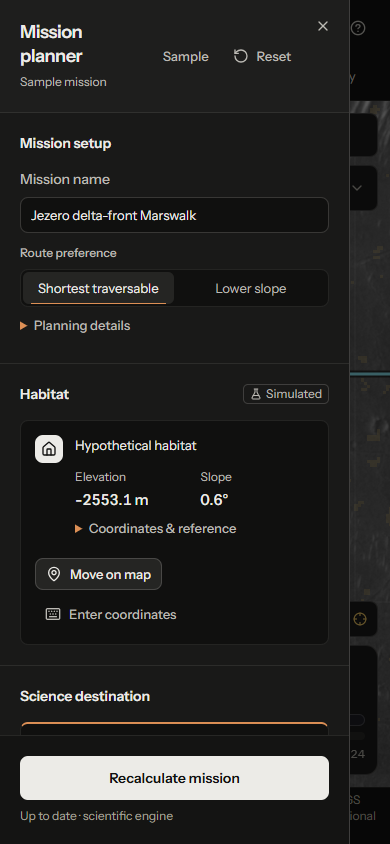 Mission
planner
Sample
Reset
Sample mission
Mission setup
Mission name
Jezero delta-front Marswalk
Route preference
Shortest traversable
Lower slope
Planning details
Habitat
Simulated
Hypothetical habitat
Elevation
Slope
-2553.1 m
0.6°
Coordinates & reference
Move on map
Enter coordinates
Science destination
Recalculate mission
Up to date · scientific engine
24